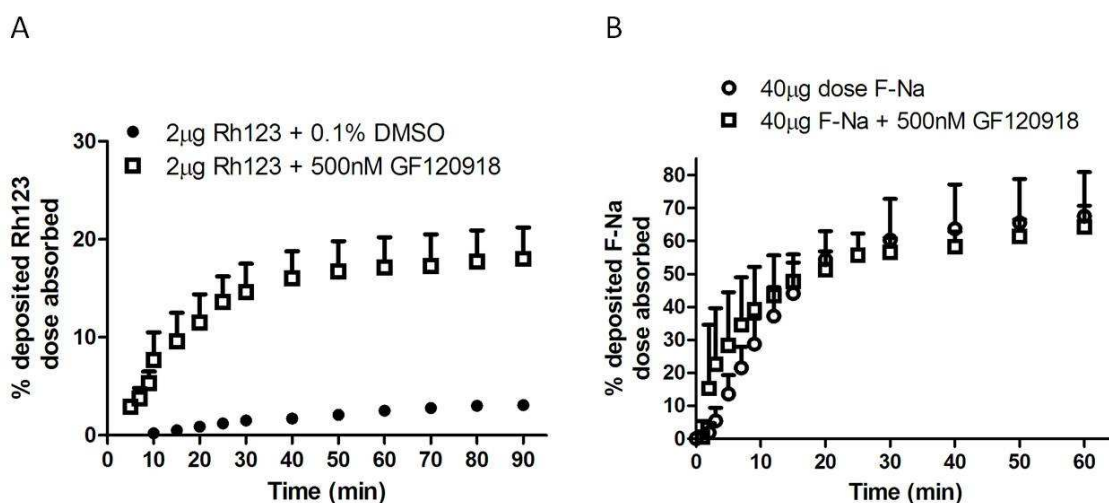 A
B
2µg Rh123 + 0.1% DMSO
2µg Rh123 + 500nM GF120918
% deposited Rh123
dose absorbed
30
20
10
0
0 10 20 30 40 50 60 70 80 90
Time (min)
40µg dose F-Na
40µg F-Na + 500nM GF120918
% deposited F-Na
dose absorbed
80
70
60
50
40
30
20
10
0
0 10 20 30 40 50 60
Time (min)